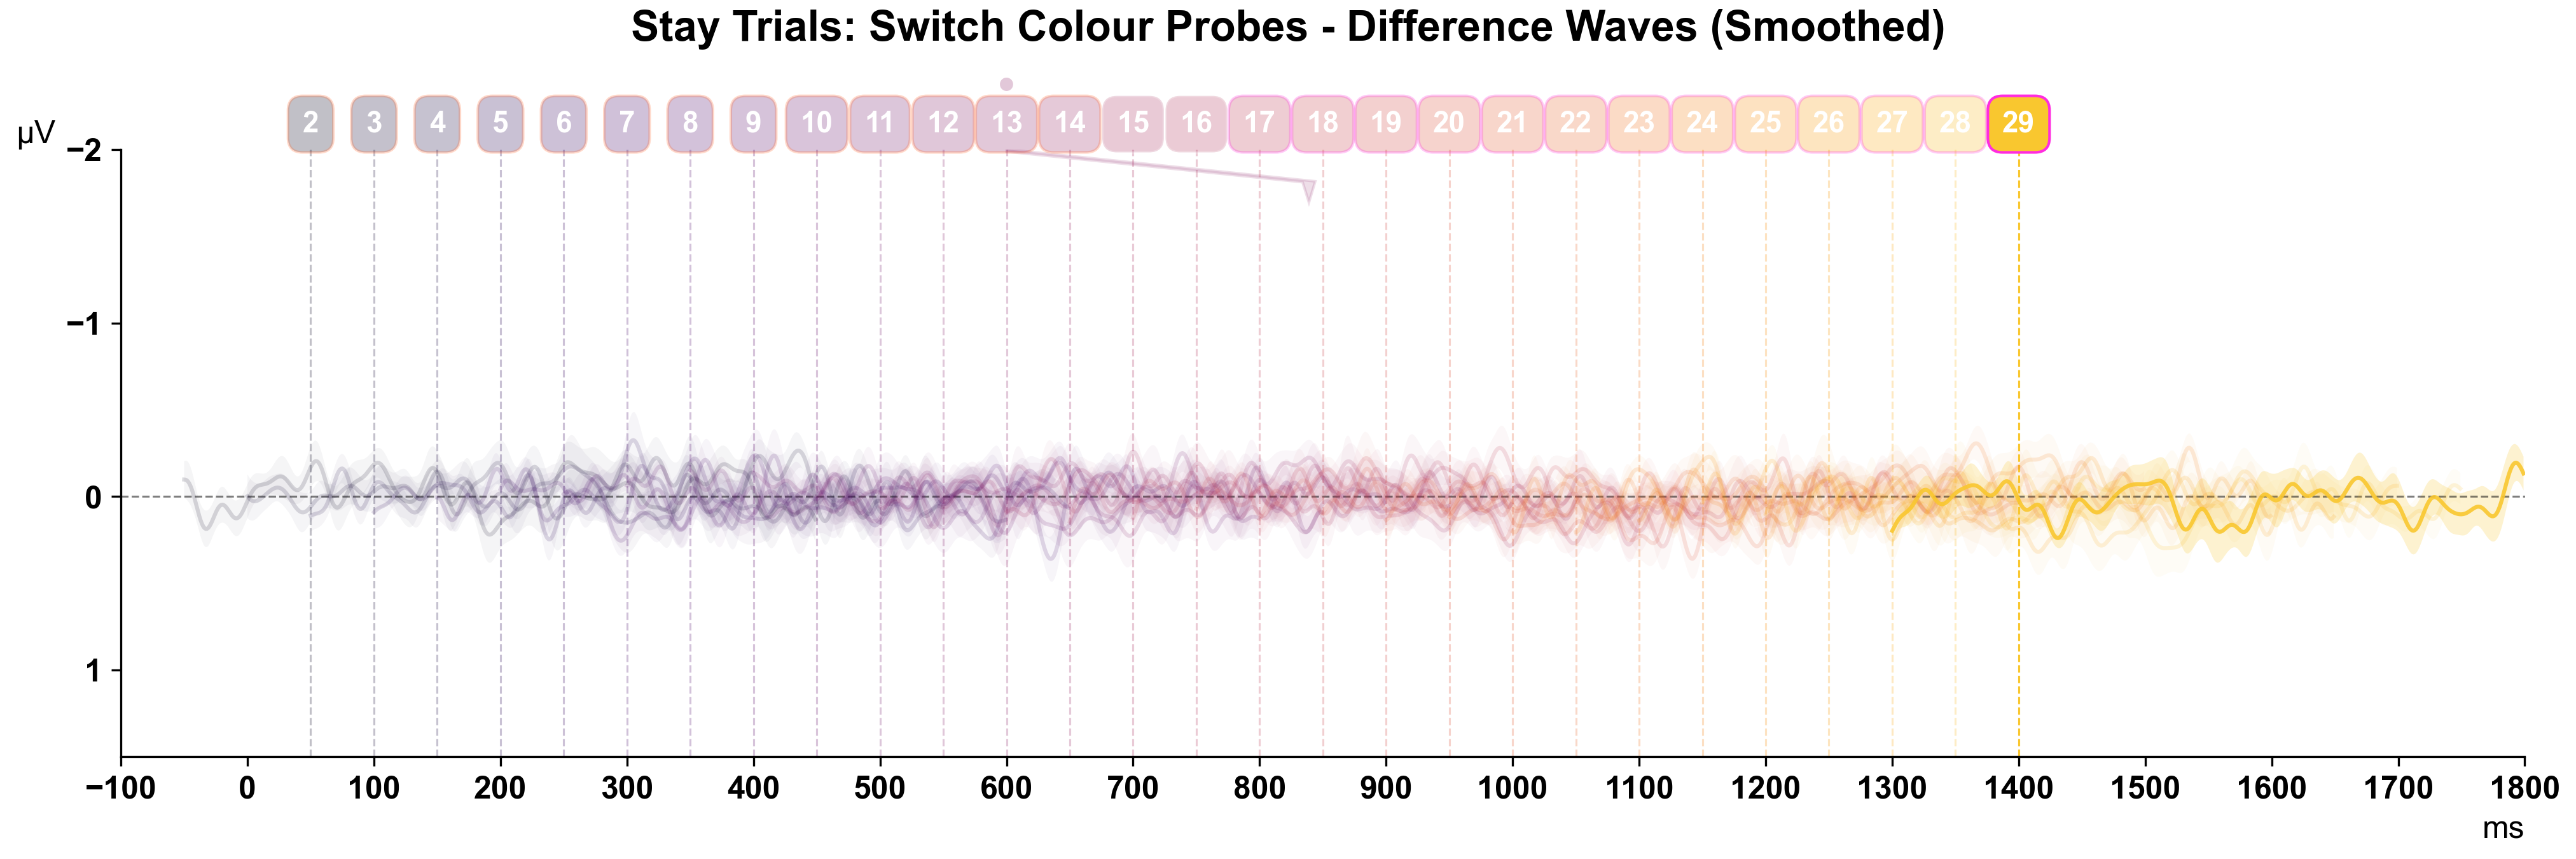 Stay Trials: Switch Colour Probes - Difference Waves (Smoothed)
2 3 4 5 6 7 8 9 10 11 12 13 14 15 16 17 18 19 20 21 22 23 24 25 26 27 28 29
µV
−2
−1
0
1
−100 0 100 200 300 400 500 600 700 800 900 1000 1100 1200 1300 1400 1500 1600 1700 1800
ms